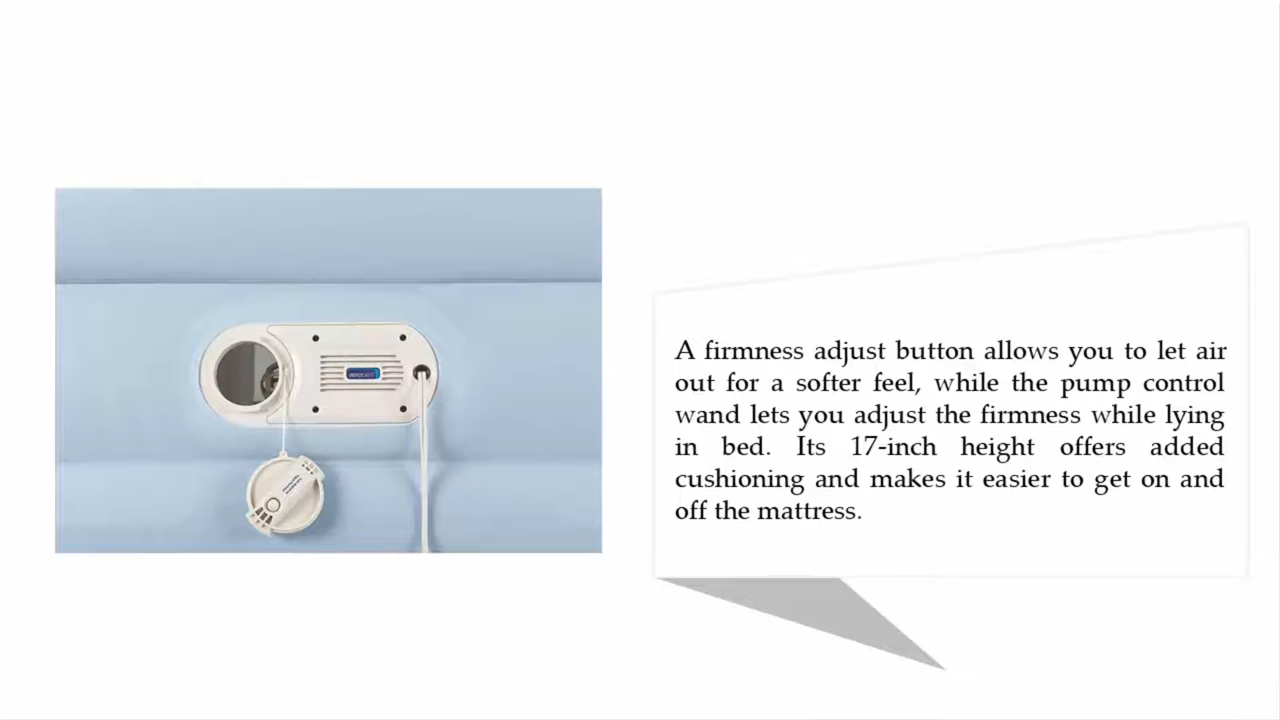 A firmness adjust button allows you to let air
out for a softer feel, while the pump control
wand lets you adjust the firmness while lying
in bed. Its 17-inch height offers added
cushioning and makes it easier to get on and
off the mattress.